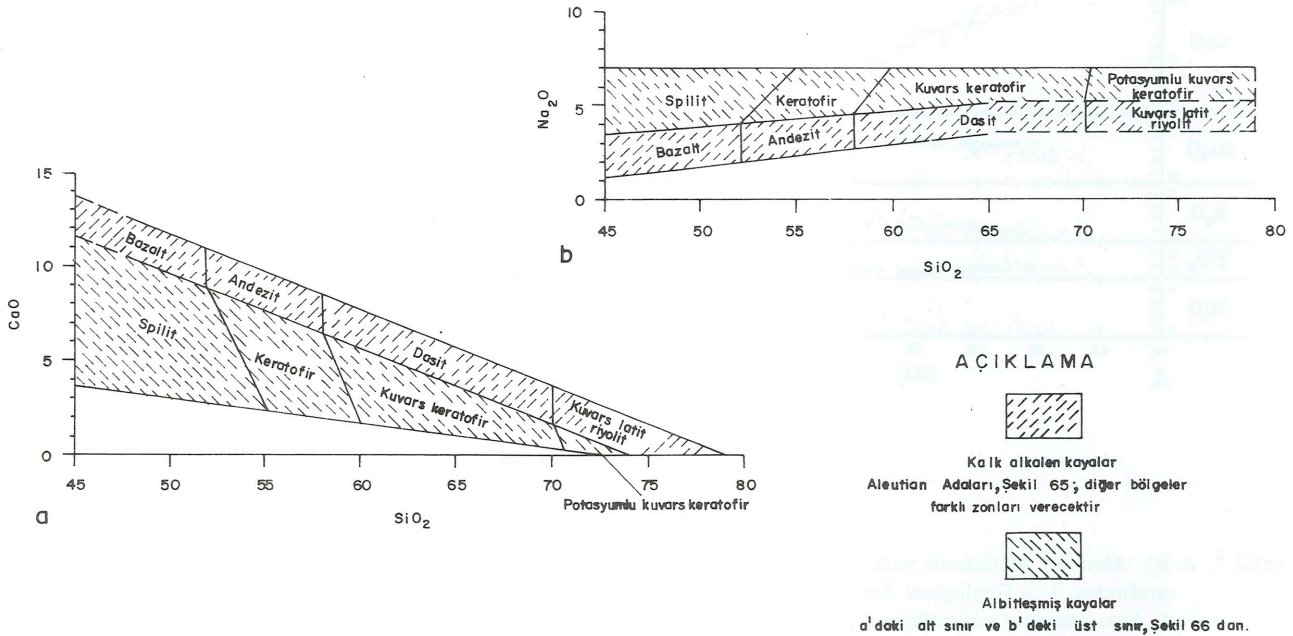 10
5
0
Na₂O
Spilit
Keratofir
Kuvars keratofir
Potasyumlu kuvars
keratofir
Bazalt
Andezit
Dasit
Kuvars latit
riyolit
45
50
55
60
65
70
75
80
b
SiO₂
15
10
5
0
CaO
Bazalt
Andezit
Dasit
Kuvars latit
riyolit
Spilit
Keratofir
Kuvars keratofir
45
50
55
60
65
70
75
80
Potasyumlu kuvars keratofir
a
SiO₂
AÇIKLAMA
Kalk alkalen kayalar
Aleutian Adaları, Şekil 65; diğer bölgeler
farklı zonları verecektir
Albitleşmiş kayalar
a'daki alt sınır ve b'deki üst sınır, Şekil 66 dan.